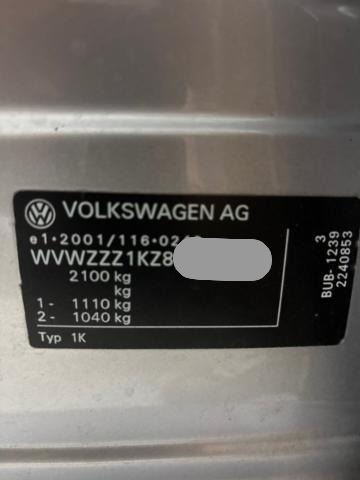 VOLKSWAGEN AG
e1*2001/116*02
WVWZZZ1KZ8
2100 kg
kg
1- 1110 kg
2- 1040 kg
Typ 1K
3
BUB-1239
2240853